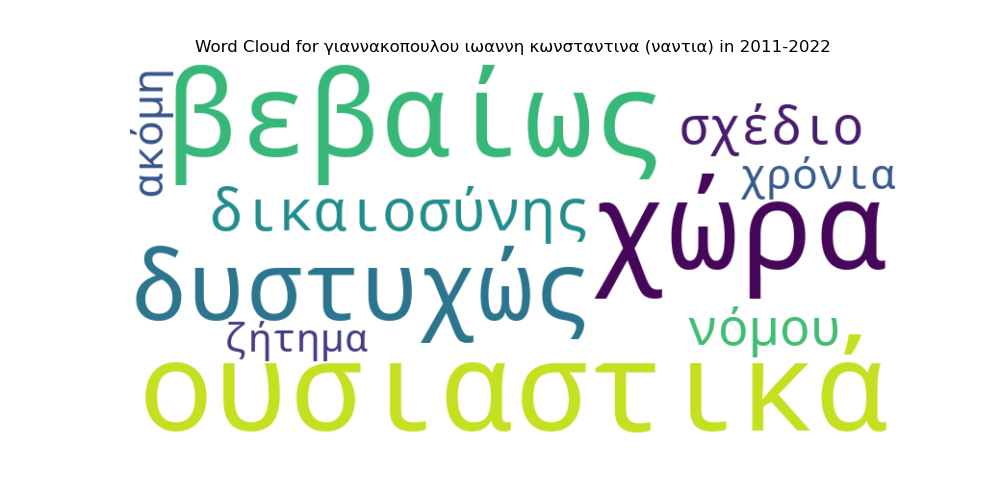 Word Cloud for γιαννακοπουλου ιωαννη κωνσταντινα (ναντια) in 2011-2022
ακόμη
βεβαίως
σχέδιο
χρόνια
δικαιοσύνης
χώρα
δυστυχώς
ζήτημα
νόμου
ουσιαστικά